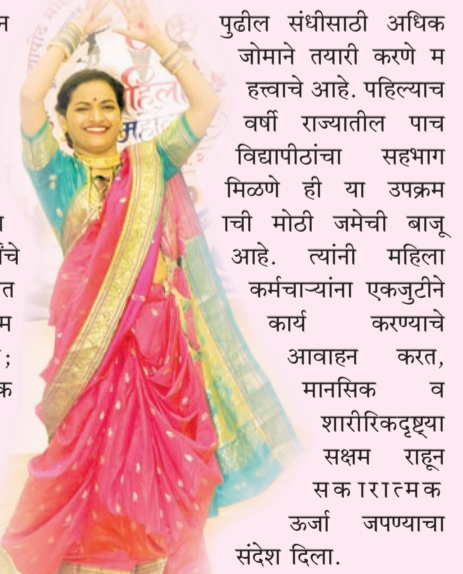 न
पुढील संधीसाठी अधिक
जोमाने तयारी करणे म
हत्त्वाचे आहे. पहिल्याच
वर्षी राज्यातील पाच
विद्यापीठांचा सहभाग
मिळणे ही या उपक्रम
ाची मोठी जमेची बाजू
आहे. त्यांनी महिला
कर्मचाऱ्यांना एकजुटीने
कार्य करण्याचे
आवाहन करत,
मानसिक व
शारीरिकदृष्ट्या
सक्षम राहून
सकारात्मक
ऊर्जा जपण्याचा
संदेश दिला.
चे
त
म
;
क